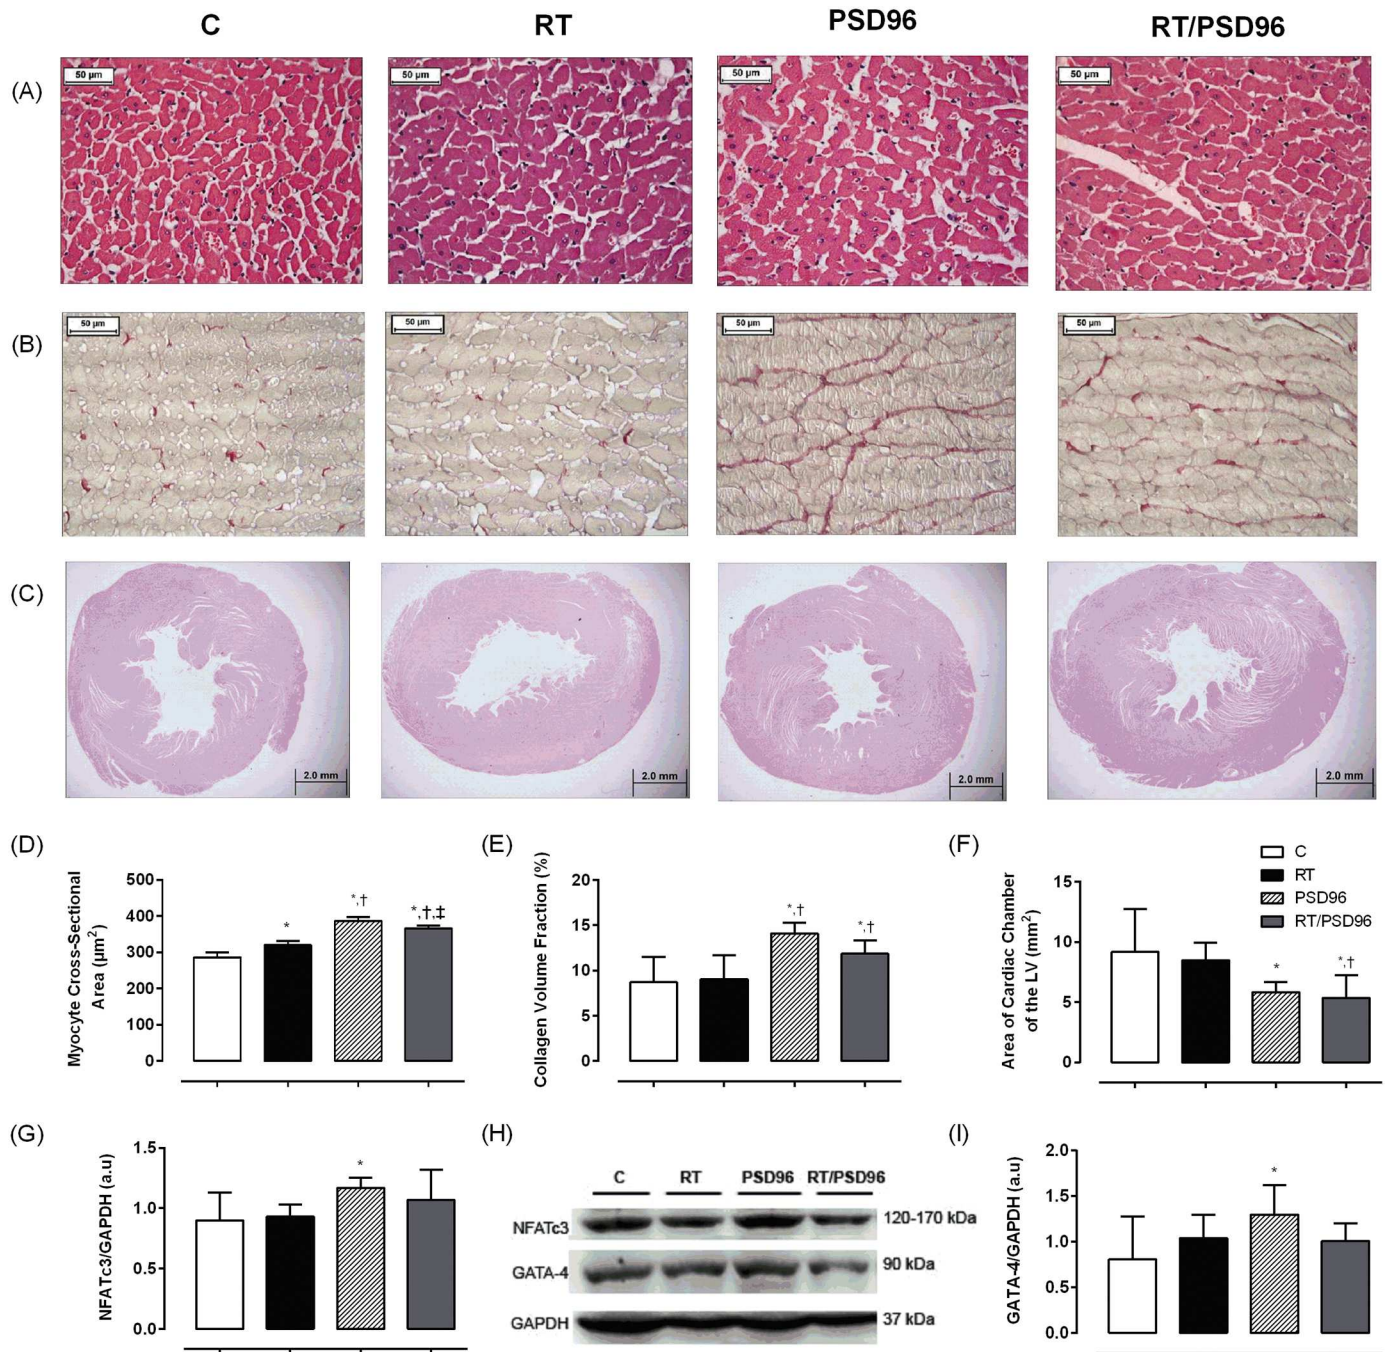 C RT PSD96 RT/PSD96
(A)
50 µm 50 µm 50 µm 50 µm
(B)
50 µm 50 µm 50 µm 50 µm
(C)
2.0 mm 2.0 mm 2.0 mm 2.0 mm
(D)
Myocyte Cross-Sectional
Area (µm²)
500
400
300
200
100
0
*
*,†
*,†,‡
(E)
Collagen Volume Fraction (%)
20
15
10
5
0
*,†
*,†
(F)
Area of Cardiac Chamber
of the LV (mm²)
15
10
5
0
*
*,†
C
RT
PSD96
RT/PSD96
(G)
NFATc3/GAPDH (a.u)
1.5
1.0
0.5
0.0
*
(H)
C RT PSD96 RT/PSD96
NFATc3 120-170 kDa
GATA-4 90 kDa
GAPDH 37 kDa
(I)
GATA-4/GAPDH (a.u)
2.0
1.5
1.0
0.5
0.0
*